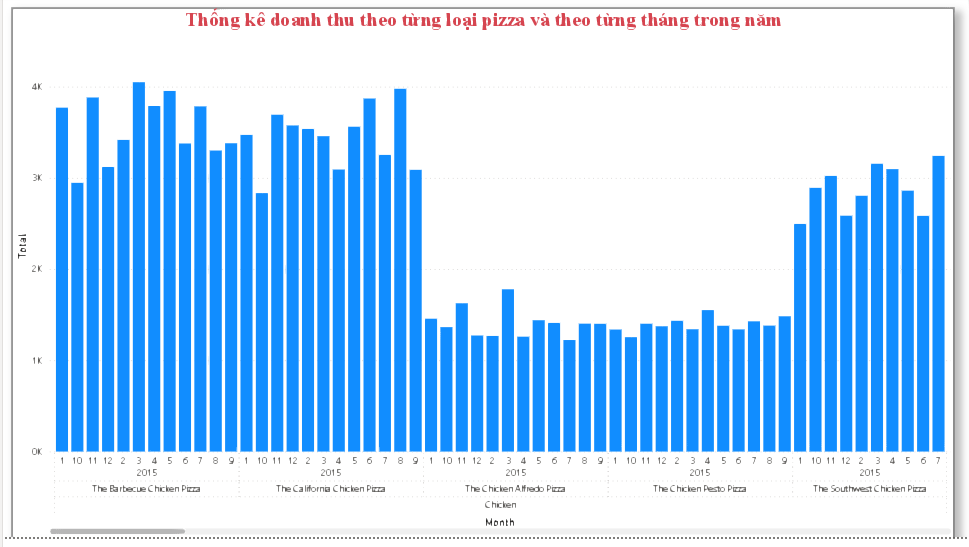 Thống kê doanh thu theo từng loại pizza và theo từng tháng trong năm
4K
3K
2K
1K
0K
Total
1 10 11 12 2 3 4 5 6 7 8 9 1 10 11 12 2 3 4 5 6 7 8 9 1 10 11 12 2 3 4 5 6 7 8 9 1 10 11 12 2 3 4 5 6 7 8 9 1 10 11 12 2 3 4 5 6 7
2015 2015 2015 2015 2015
The Barbecue Chicken Pizza The California Chicken Pizza The Chicken Alfredo Pizza The Chicken Pesto Pizza The Southwest Chicken Pizza
Chicken
Month